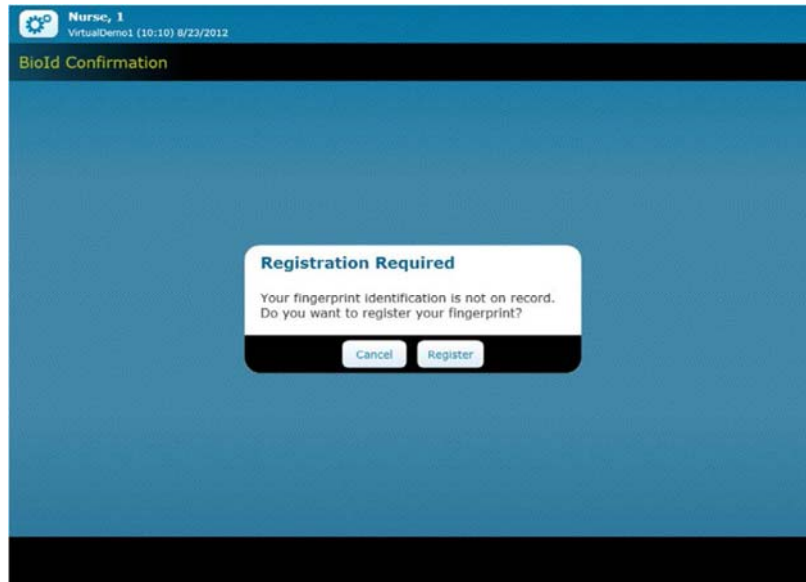 Nurse, 1
VirtualDemo1 (10:10) 8/23/2012
BioId Confirmation
Registration Required
Your fingerprint identification is not on record.
Do you want to register your fingerprint?
Cancel Register